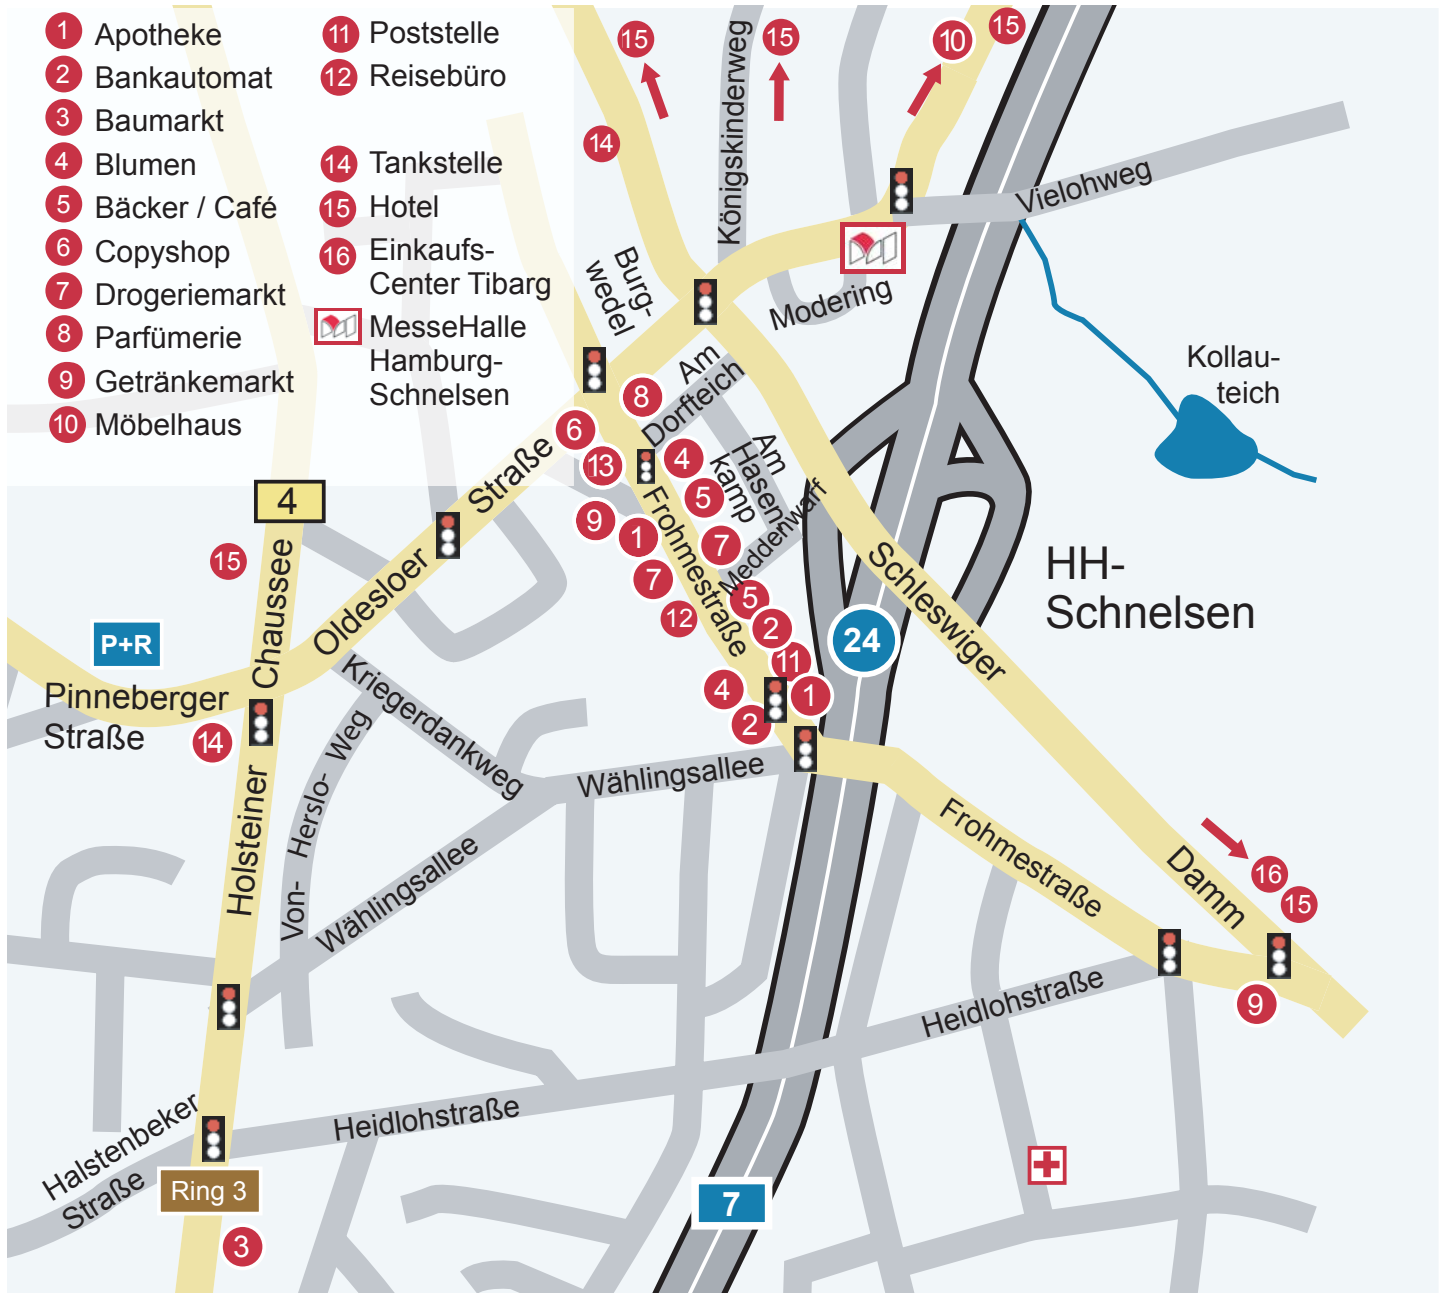 1 Apotheke
2 Bankautomat
3 Baumarkt
4 Blumen
5 Bäcker / Café
6 Copyshop
7 Drogeriemarkt
8 Parfümerie
9 Getränkemarkt
10 Möbelhaus
11 Poststelle
12 Reisebüro
14 Tankstelle
15 Hotel
16 Einkaufs-
Center Tibarg
MesseHalle
Hamburg-
Schnelsen
15
15
10
15
14
Königskinderweg
Vielohweg
Burg-
wedel
Modering
Kollau-
teich
Am
Dorfteich
8
6
13
4
5
Am
Hasen-
kamp
Meddenwarf
9
1
7
7
12
5
2
11
1
4
2
Frohmestraße
Oldesloer
Straße
4
15
P+R
Pinneberger
Straße
14
Holsteiner
Chaussee
Kriegerdankweg
Von-
Herslo-
Weg
Wählingsallee
Wählingsallee
24
HH-
Schnelsen
Schleswiger
Damm
Frohmestraße
16
15
9
Heidlohstraße
Heidlohstraße
Halstenbeker
Straße
Ring 3
3
7